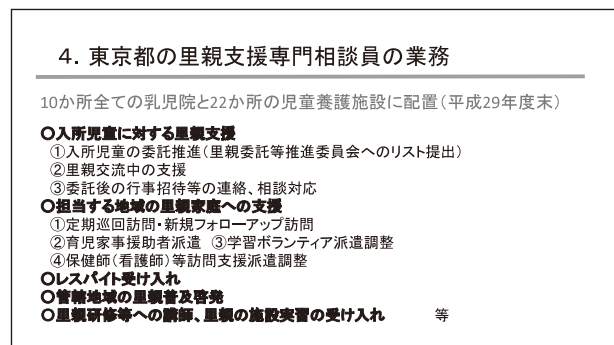 ４．東京都の里親支援専門相談員の業務
10か所全ての乳児院と22か所の児童養護施設に配置（平成29年度末）
○入所児童に対する里親支援
①入所児童の委託推進（里親委託等推進委員会へのリスト提出）
②里親交流中の支援
③委託後の行事招待等の連絡、相談対応
○担当する地域の里親家庭への支援
①定期巡回訪問・新規フォローアップ訪問
②育児家事援助者派遣　③学習ボランティア派遣調整
④保健師（看護師）等訪問支援派遣調整
○レスパイト受け入れ
○管轄地域の里親普及啓発
○里親研修等への講師、里親の施設実習の受け入れ　　　等